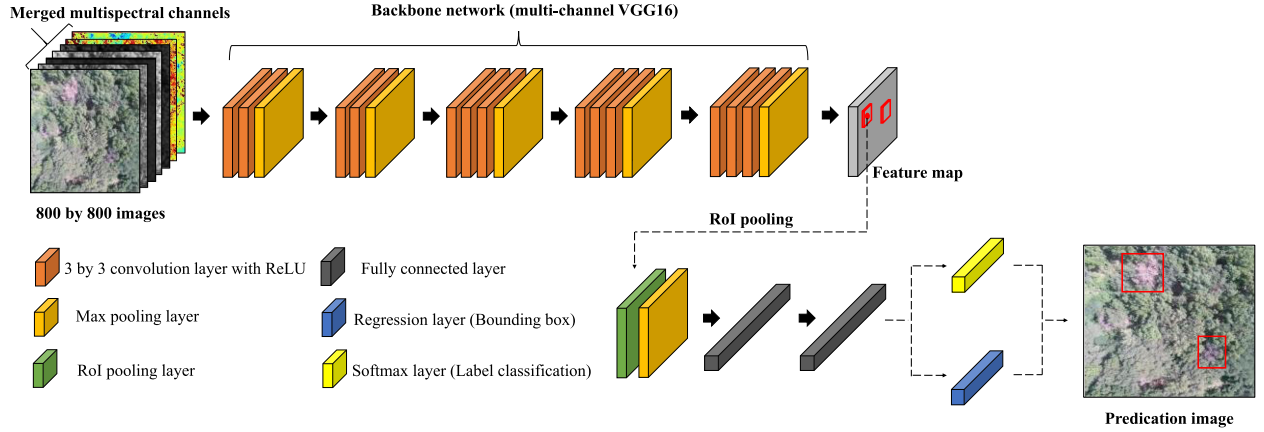 Merged multispectral channels
Backbone network (multi-channel VGG16)
800 by 800 images
Feature map
RoI pooling
3 by 3 convolution layer with ReLU
Fully connected layer
Max pooling layer
Regression layer (Bounding box)
RoI pooling layer
Softmax layer (Label classification)
Predication image